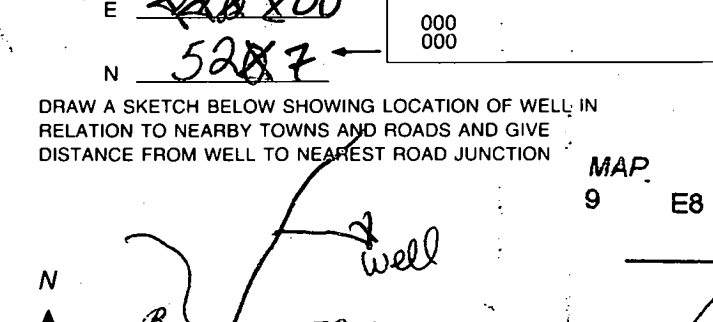 E
000
000
N 52 7
DRAW A SKETCH BELOW SHOWING LOCATION OF WELL IN
RELATION TO NEARBY TOWNS AND ROADS AND GIVE
DISTANCE FROM WELL TO NEAREST ROAD JUNCTION
MAP
9 E8
well
N